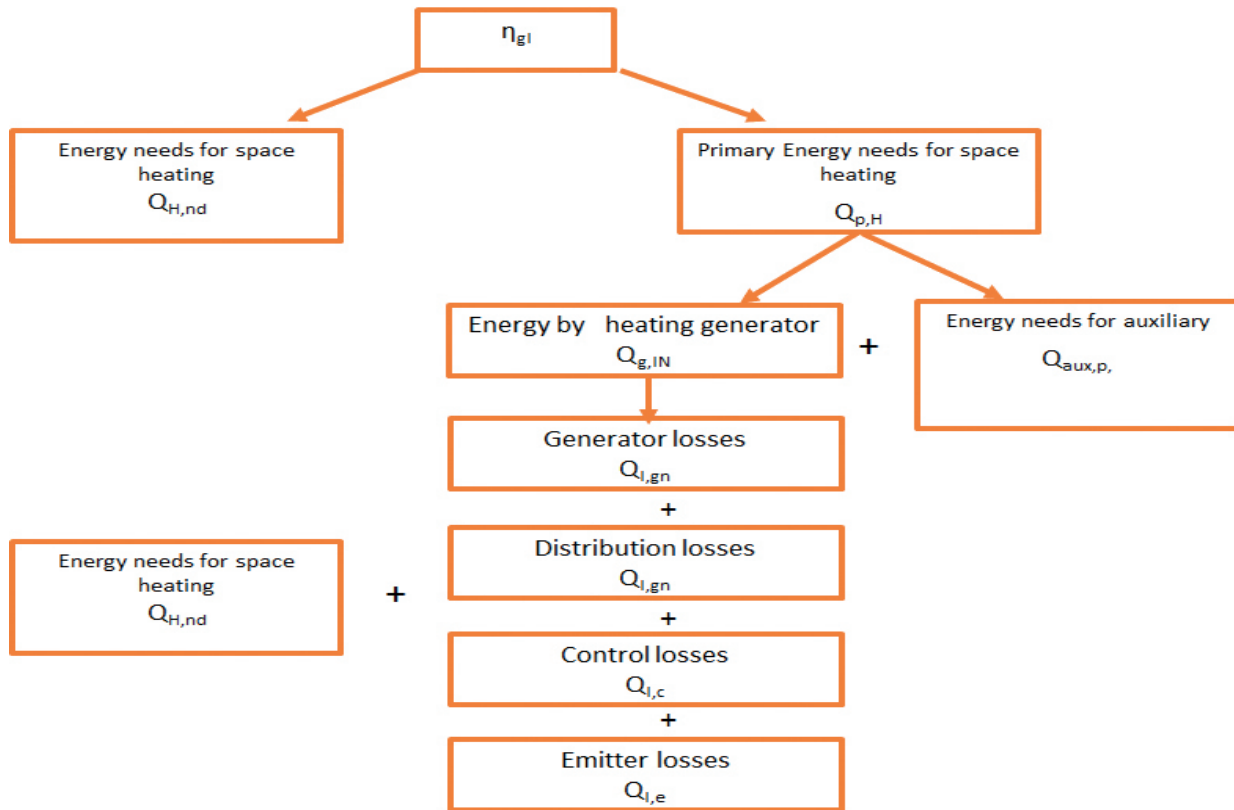 ηgl
Energy needs for space
heating
QH,nd
Primary Energy needs for space
heating
Qp,H
Energy by heating generator
Qg,IN
+
Energy needs for auxiliary
Qaux,p,
Generator losses
Ql,gn
+
Energy needs for space
heating
QH,nd
+
Distribution losses
Ql,gn
+
Control losses
Ql,c
+
Emitter losses
Ql,e